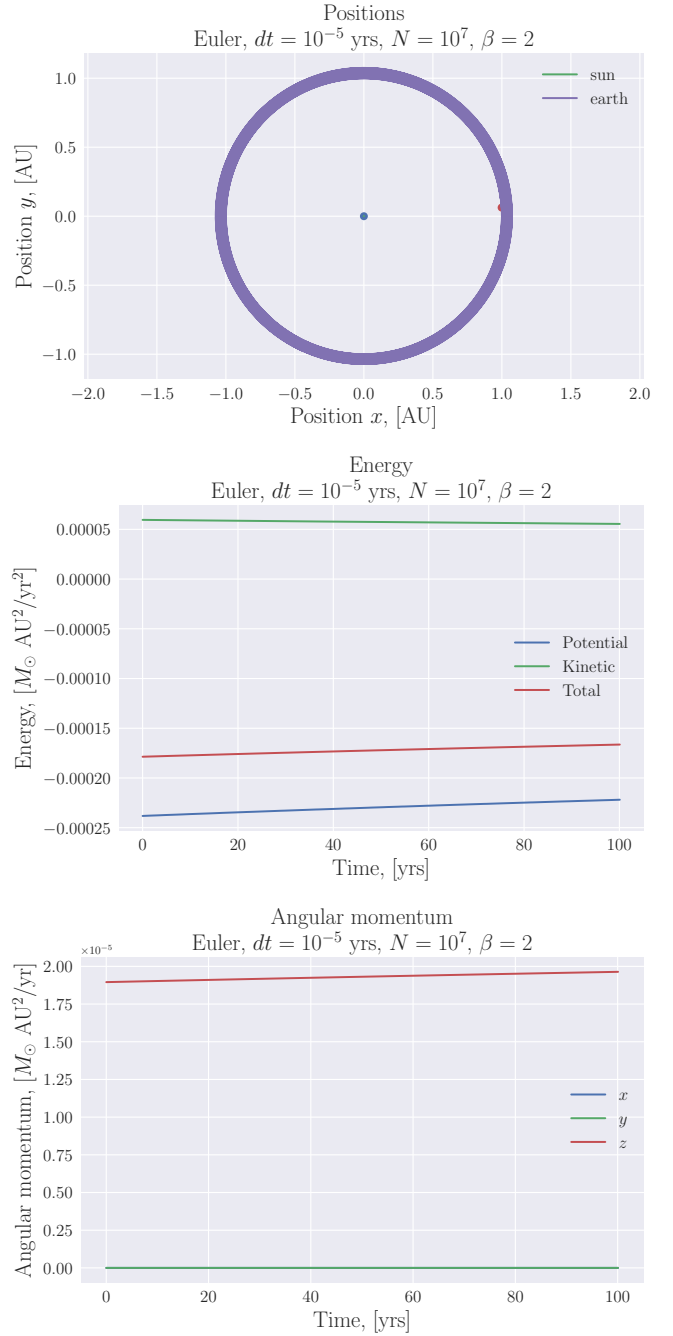 Positions
Euler, dt = 10⁻⁵ yrs, N = 10⁷, β = 2
Position y, [AU]
1.0
0.5
0.0
−0.5
−1.0
sun
earth
−2.0 −1.5 −1.0 −0.5 0.0 0.5 1.0 1.5 2.0
Position x, [AU]
Energy
Euler, dt = 10⁻⁵ yrs, N = 10⁷, β = 2
Energy, [M⊙ AU²/yr²]
0.00005
0.00000
−0.00005
−0.00010
−0.00015
−0.00020
−0.00025
Potential
Kinetic
Total
0 20 40 60 80 100
Time, [yrs]
Angular momentum
Euler, dt = 10⁻⁵ yrs, N = 10⁷, β = 2
×10⁻⁵
Angular momentum, [M⊙ AU²/yr]
2.00
1.75
1.50
1.25
1.00
0.75
0.50
0.25
0.00
x
y
z
0 20 40 60 80 100
Time, [yrs]